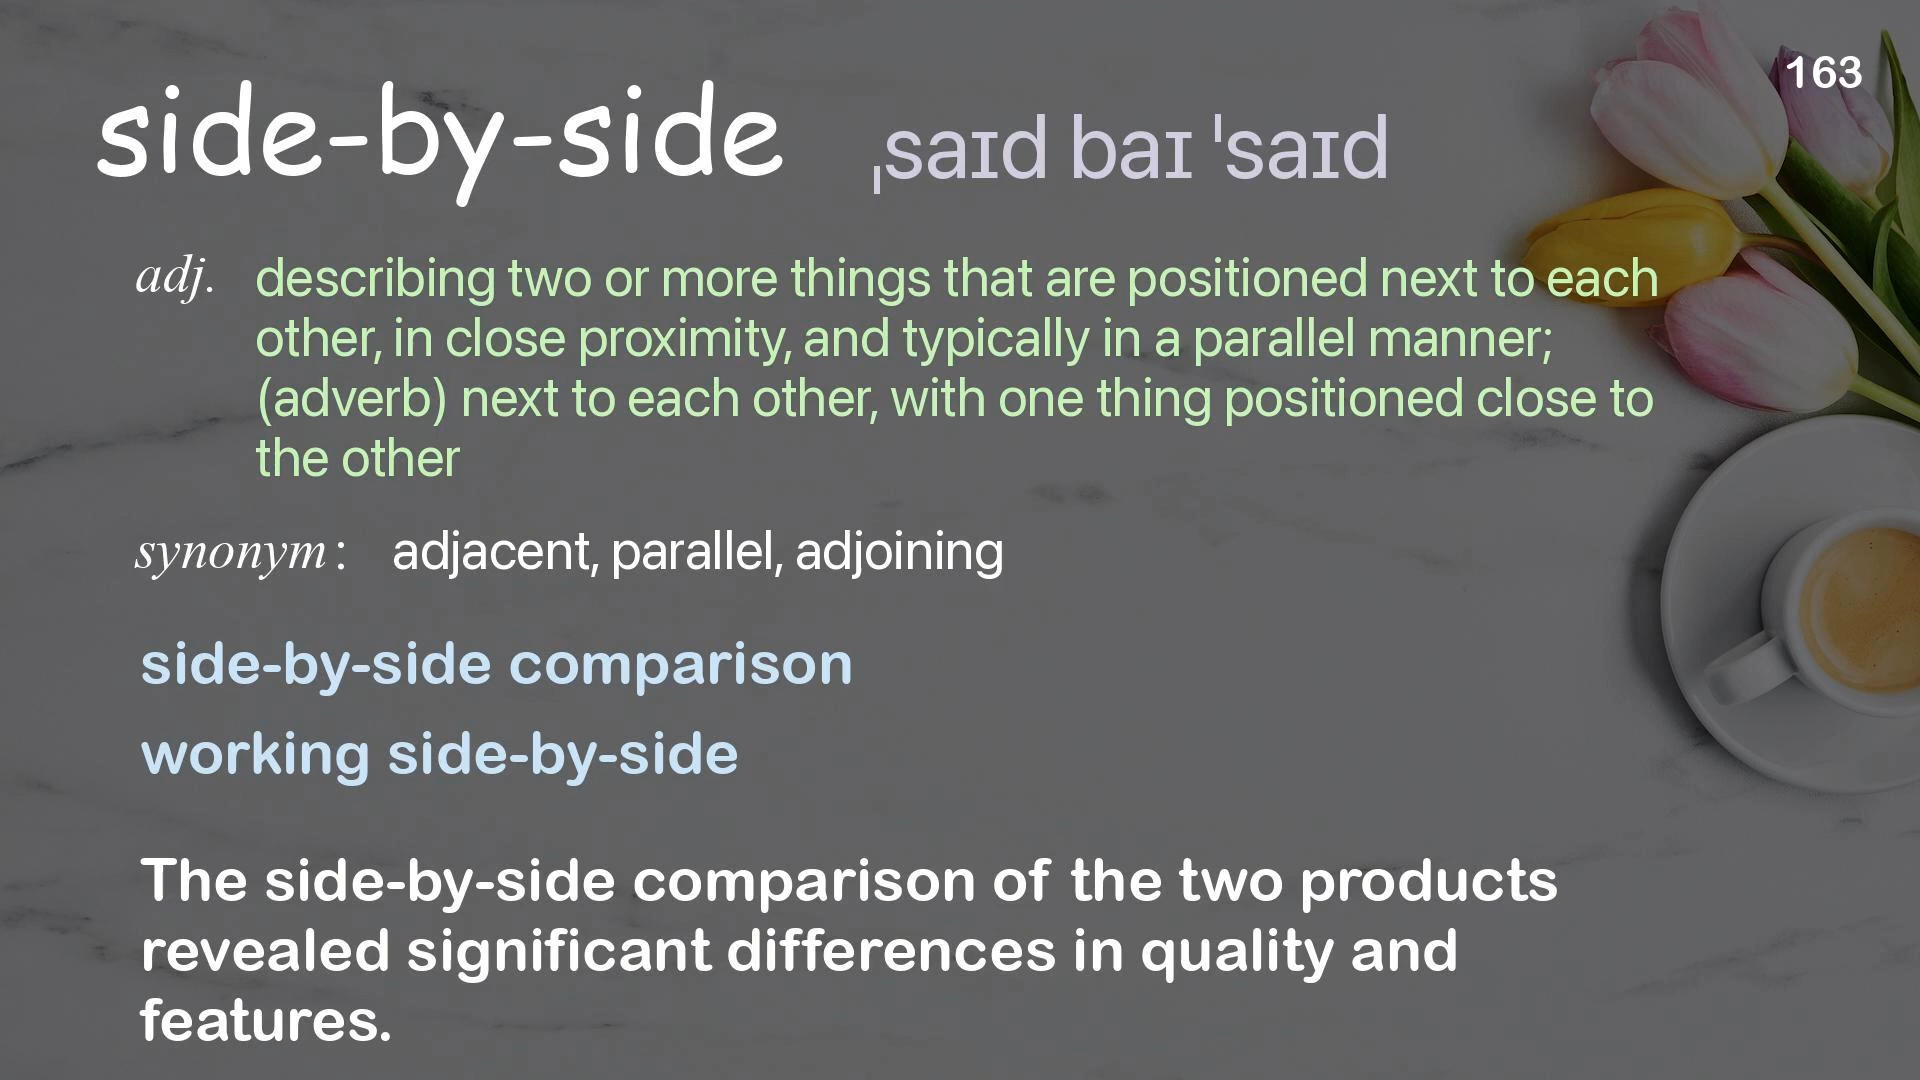 163
side-by-side ˌsaɪd baɪ ˈsaɪd
adj. describing two or more things that are positioned next to each
other, in close proximity, and typically in a parallel manner;
(adverb) next to each other, with one thing positioned close to
the other
synonym: adjacent, parallel, adjoining
side-by-side comparison
working side-by-side
The side-by-side comparison of the two products
revealed significant differences in quality and
features.